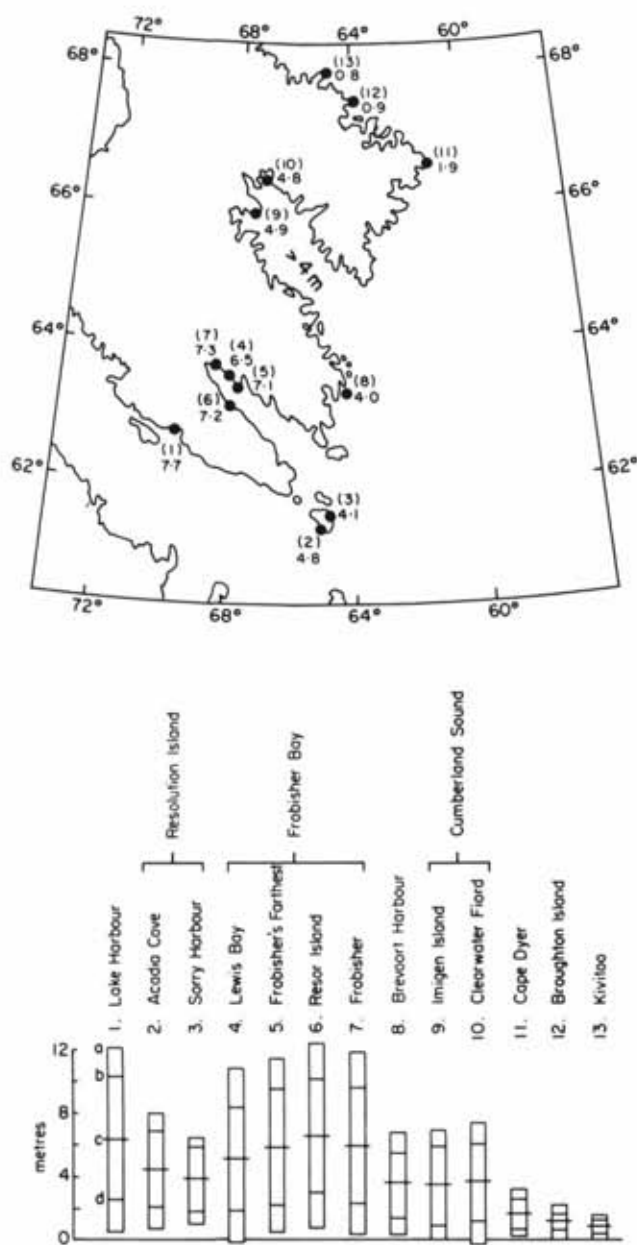 72° 68° 64° 60°
68° 68°
(13)
0·8
(12)
0·9
(11)
1·9
(10)
4·8
66° 66°
(9)
4·9
> 4 m
64° 64°
(7)
7·3
(4)
6·5
(5)
7·1
(8)
4·0
(6)
7·2
(1)
7·7
62° 62°
(3)
4·1
(2)
4·8
72° 68° 64° 60°
Resolution Island
Frobisher Bay
Cumberland Sound
1. Lake Harbour
2. Acadia Cove
3. Sorry Harbour
4. Lewis Bay
5. Frobisher's Farthest
6. Resor Island
7. Frobisher
8. Brevoort Harbour
9. Imigen Island
10. Clearwater Fiord
11. Cape Dyer
12. Broughton Island
13. Kivitoo
metres
12
8
4
0
a
b
c
d